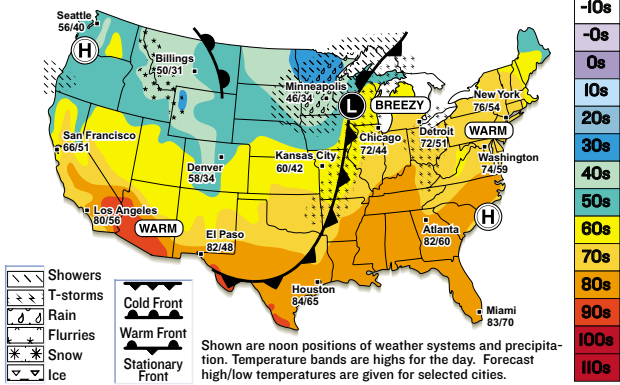 Seattle
56/40
H
Billings
50/31
Minneapolis
46/34
L
BREEZY
New York
76/54
San Francisco
66/51
Chicago
72/44
Detroit
72/51
WARM
Denver
58/34
Kansas City
60/42
Washington
74/59
Los Angeles
80/56
WARM
El Paso
82/48
Atlanta
82/60
H
Houston
84/65
Miami
83/70
Showers
T-storms
Rain
Flurries
Snow
Ice
Cold Front
Warm Front
Stationary
Front
Shown are noon positions of weather systems and precipita-
tion. Temperature bands are highs for the day. Forecast
high/low temperatures are given for selected cities.
-10s
-0s
0s
10s
20s
30s
40s
50s
60s
70s
80s
90s
100s
110s